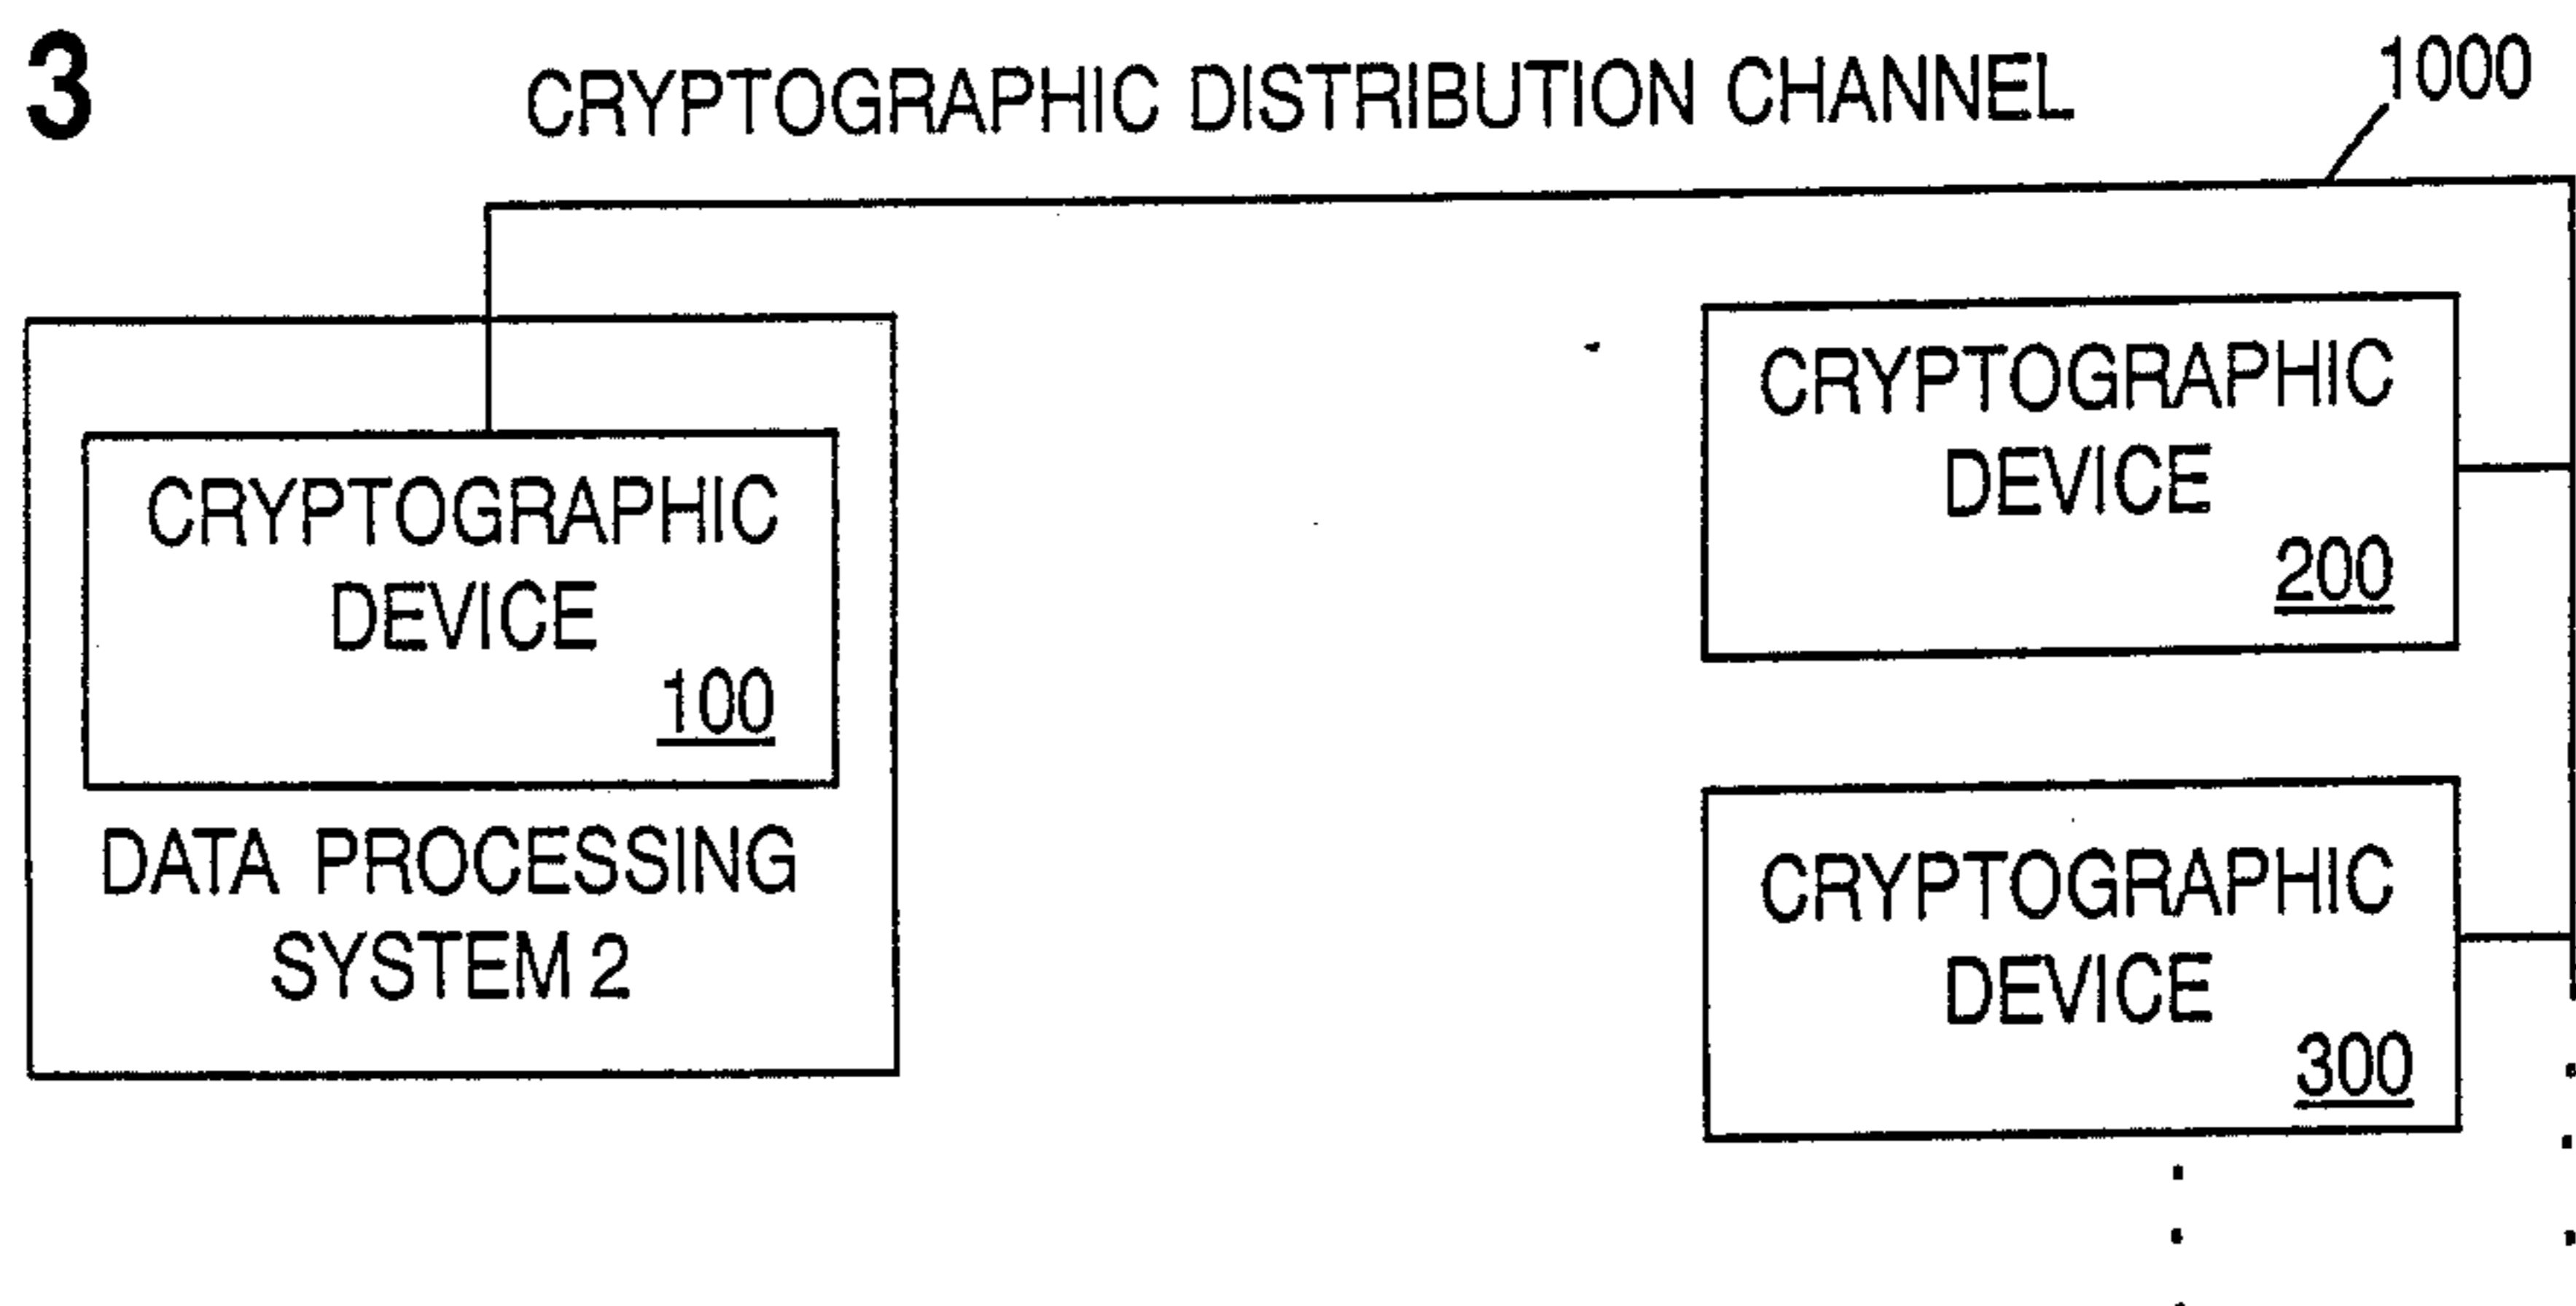 3
CRYPTOGRAPHIC DISTRIBUTION CHANNEL
1000
CRYPTOGRAPHIC
DEVICE
100
DATA PROCESSING
SYSTEM 2
CRYPTOGRAPHIC
DEVICE
200
CRYPTOGRAPHIC
DEVICE
300